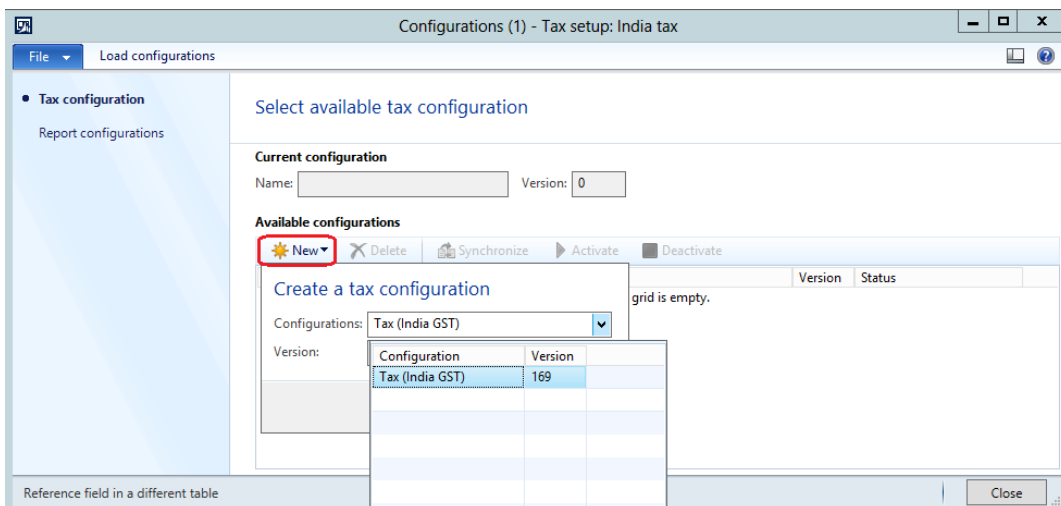 Configurations (1) - Tax setup: India tax
File Load configurations
Tax configuration
Report configurations
Select available tax configuration
Current configuration
Name: Version: 0
Available configurations
New Delete Synchronize Activate Deactivate
Version Status
grid is empty.
Create a tax configuration
Configurations: Tax (India GST)
Version:
Configuration Version
Tax (India GST) 169
Reference field in a different table Close